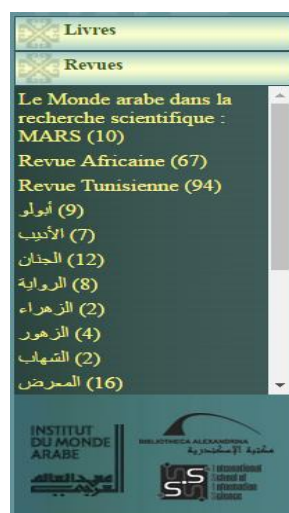 Livres
Revues
Le Monde arabe dans la
recherche scientifique :
MARS (10)
Revue Africaine (67)
Revue Tunisienne (94)
أبولو (9)
الأديب (7)
الجنان (12)
الرواية (8)
الزهراء (2)
الزهور (4)
الشهاب (2)
المعرض (16)
INSTITUT
DU MONDE
ARABE
معهد العالم
العربي
BIBLIOTHECA ALEXANDRINA
مكتبة الإسكندرية
International
School of
Information
Science